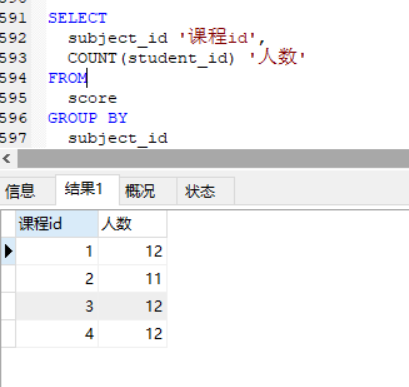 591 SELECT
592 subject_id '课程id',
593 COUNT(student_id) '人数'
594 FROM
595 score
596 GROUP BY
597 subject_id
信息 结果1 概况 状态
课程id 人数
1 12
2 11
3 12
4 12